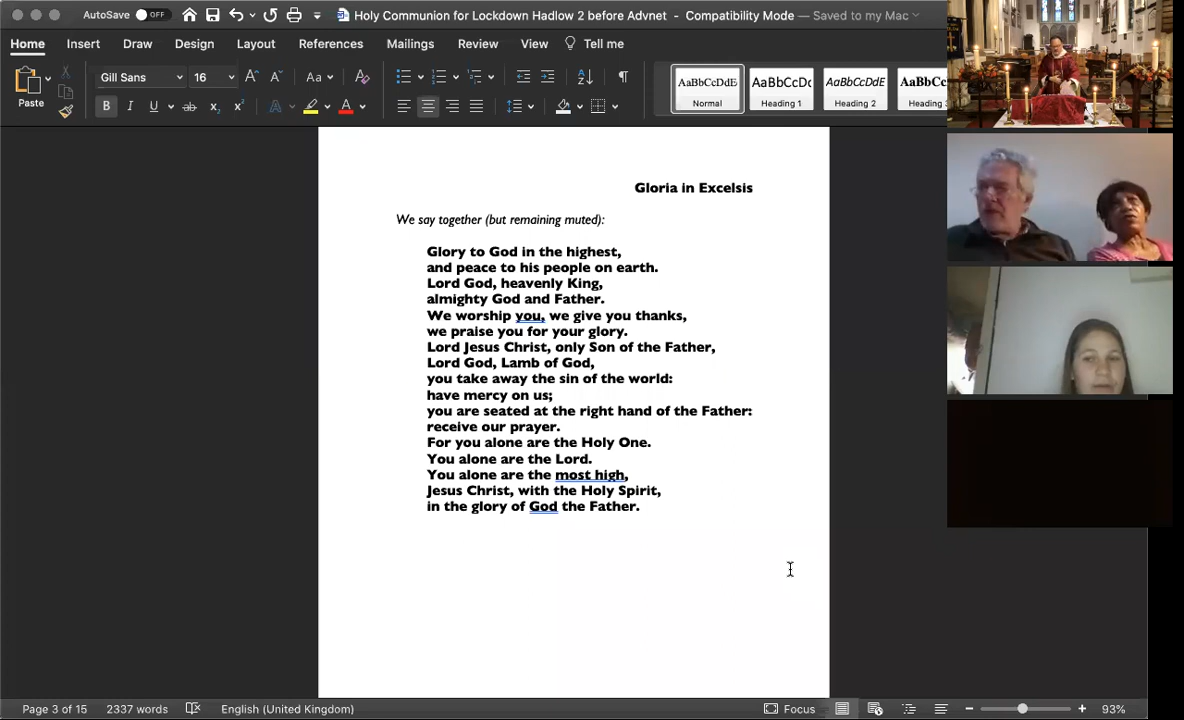 AutoSave OFF Holy Communion for Lockdown Hadlow 2 before Advnet - Compatibility Mode — Saved to my Mac
Home Insert Draw Design Layout References Mailings Review View Tell me
Paste Gill Sans 16 A A Aa A
B I U ab x₂ x² A A
AaBbCcDdE AaBbCcDc AaBbCcDdE AaBbCc
Normal Heading 1 Heading 2 Heading
Gloria in Excelsis
We say together (but remaining muted):
Glory to God in the highest,
and peace to his people on earth.
Lord God, heavenly King,
almighty God and Father.
We worship you, we give you thanks,
we praise you for your glory.
Lord Jesus Christ, only Son of the Father,
Lord God, Lamb of God,
you take away the sin of the world:
have mercy on us;
you are seated at the right hand of the Father:
receive our prayer.
For you alone are the Holy One.
You alone are the Lord.
You alone are the most high,
Jesus Christ, with the Holy Spirit,
in the glory of God the Father.
Page 3 of 15 2337 words English (United Kingdom) Focus 93%